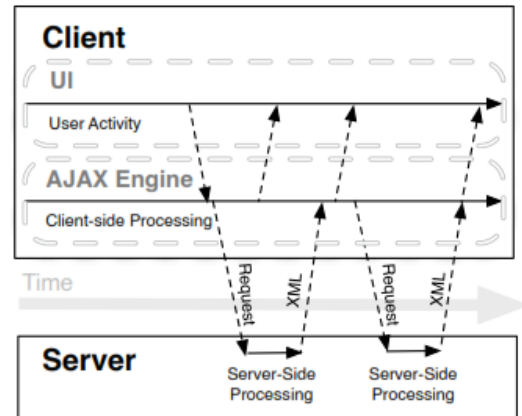 Client
UI
User Activity
AJAX Engine
Client-side Processing
Request
XML
Request
XML
Time
Server
Server-Side
Processing
Server-Side
Processing